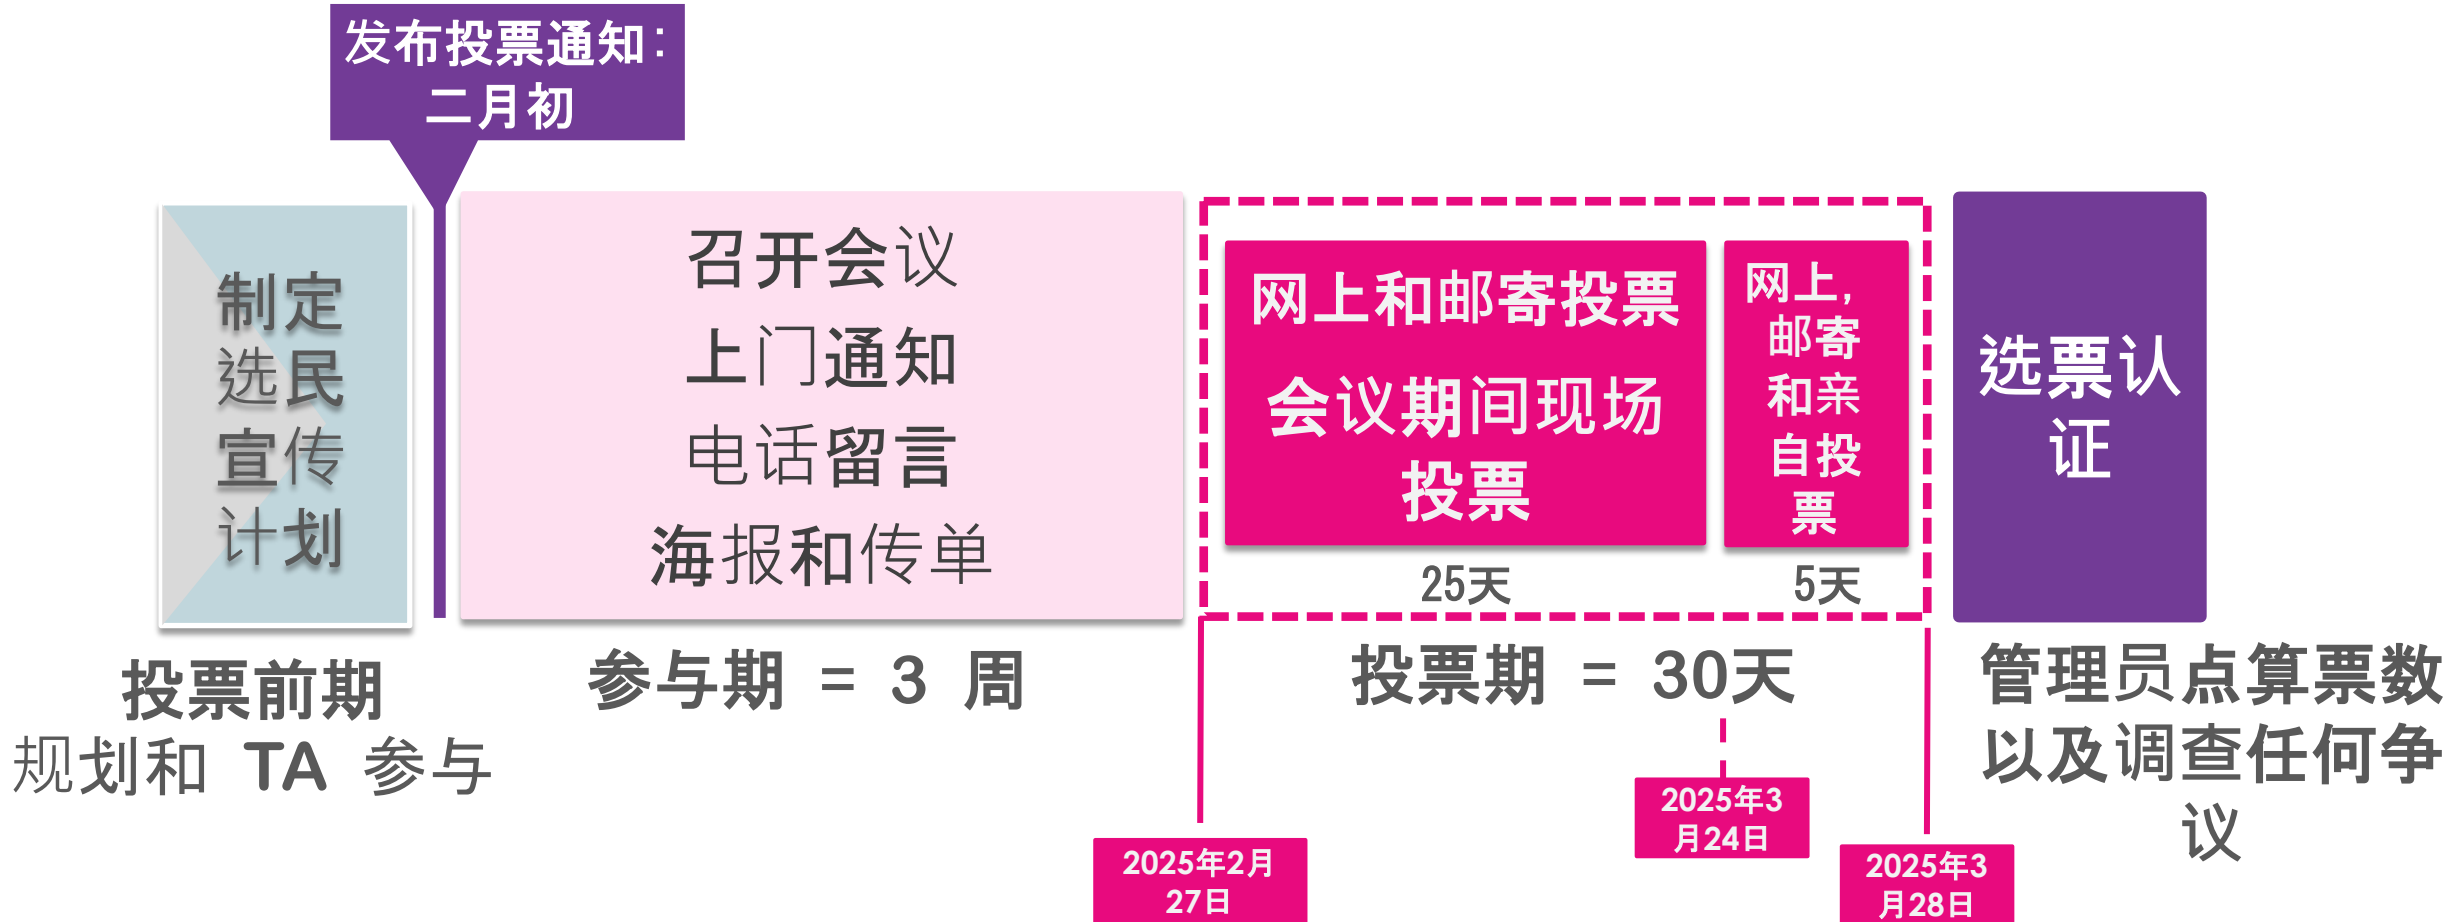 发布投票通知：
二月初
制定
选民
宣传
计划
召开会议
上门通知
电话留言
海报和传单
网上和邮寄投票
会议期间现场
投票
网上，
邮寄
和亲
自投
票
25天
5天
选票认
证
投票前期
规划和 TA 参与
参与期 = 3 周
投票期 = 30天
管理员点算票数
以及调查任何争
议
2025年2月
27日
2025年3
月24日
2025年3
月28日